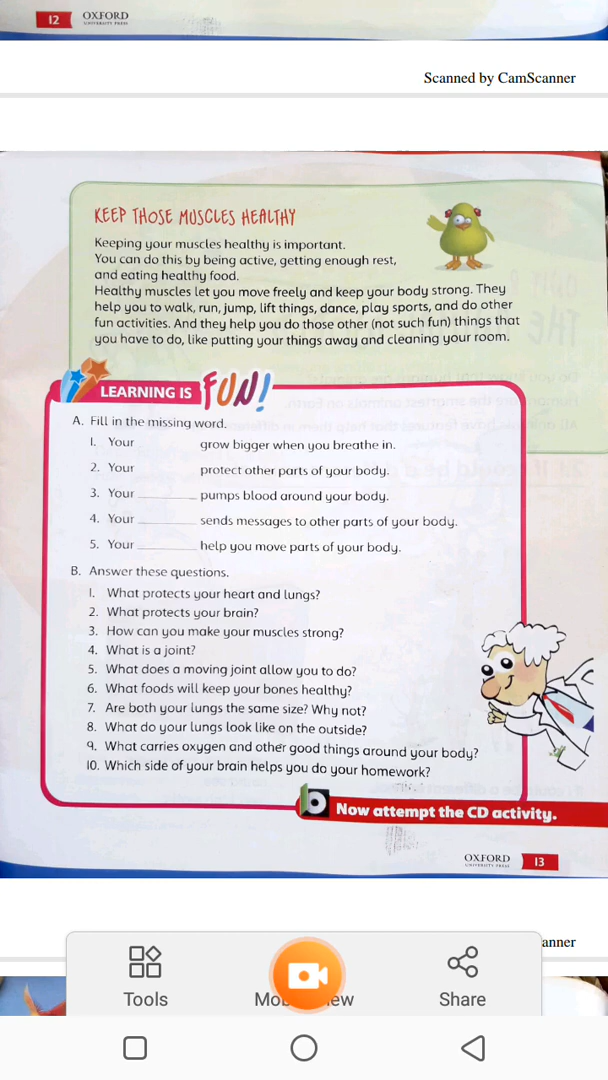 12 OXFORD
UNIVERSITY PRESS
Scanned by CamScanner
KEEP THOSE MUSCLES HEALTHY
Keeping your muscles healthy is important.
You can do this by being active, getting enough rest,
and eating healthy food.
Healthy muscles let you move freely and keep your body strong. They
help you to walk, run, jump, lift things, dance, play sports, and do other
fun activities. And they help you do those other (not such fun) things that
you have to do, like putting your things away and cleaning your room.
LEARNING IS FUN!
A. Fill in the missing word.
1. Your grow bigger when you breathe in.
2. Your protect other parts of your body.
3. Your ________ pumps blood around your body.
4. Your ________ sends messages to other parts of your body.
5. Your ________ help you move parts of your body.
B. Answer these questions.
1. What protects your heart and lungs?
2. What protects your brain?
3. How can you make your muscles strong?
4. What is a joint?
5. What does a moving joint allow you to do?
6. What foods will keep your bones healthy?
7. Are both your lungs the same size? Why not?
8. What do your lungs look like on the outside?
9. What carries oxygen and other good things around your body?
10. Which side of your brain helps you do your homework?
b Now attempt the CD activity.
OXFORD 13
UNIVERSITY PRESS
anner
Tools
Share